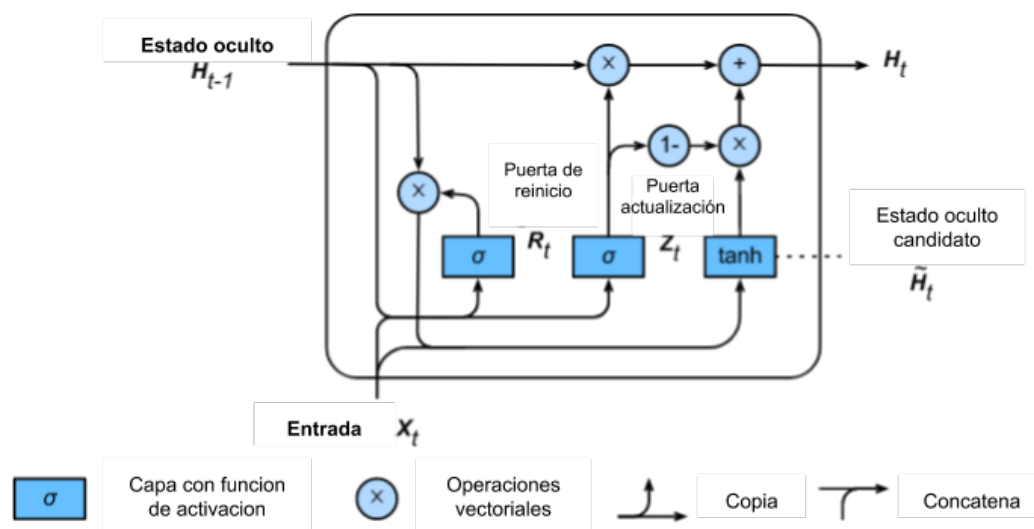 Estado oculto
H_{t-1}
×
+
H_t
1-
×
×
Puerta de
reinicio
Puerta
actualización
R_t
Z_t
σ
σ
tanh
Estado oculto
candidato
H̃_t
Entrada X_t
σ
Capa con funcion
de activacion
×
Operaciones
vectoriales
Copia
Concatena